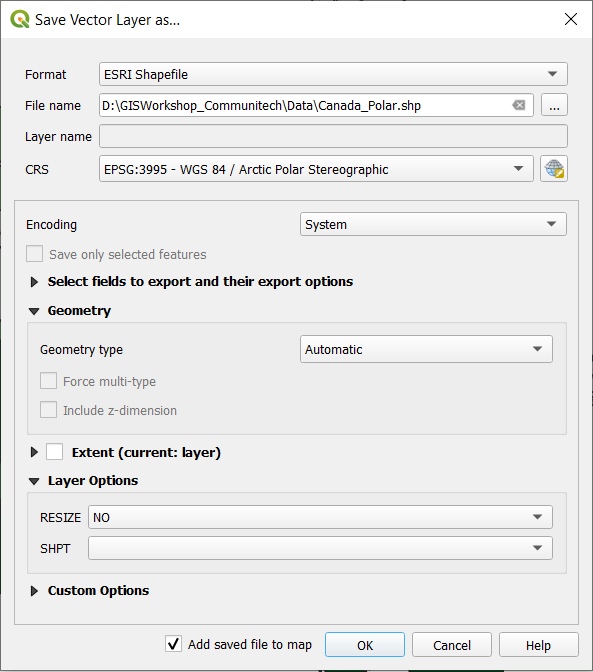 Save Vector Layer as...
Format ESRI Shapefile
File name D:\GISWorkshop_Communitech\Data\Canada_Polar.shp ...
Layer name
CRS EPSG:3995 - WGS 84 / Arctic Polar Stereographic
Encoding System
Save only selected features
Select fields to export and their export options
Geometry
Geometry type Automatic
Force multi-type
Include z-dimension
Extent (current: layer)
Layer Options
RESIZE NO
SHPT
Custom Options
Add saved file to map OK Cancel Help